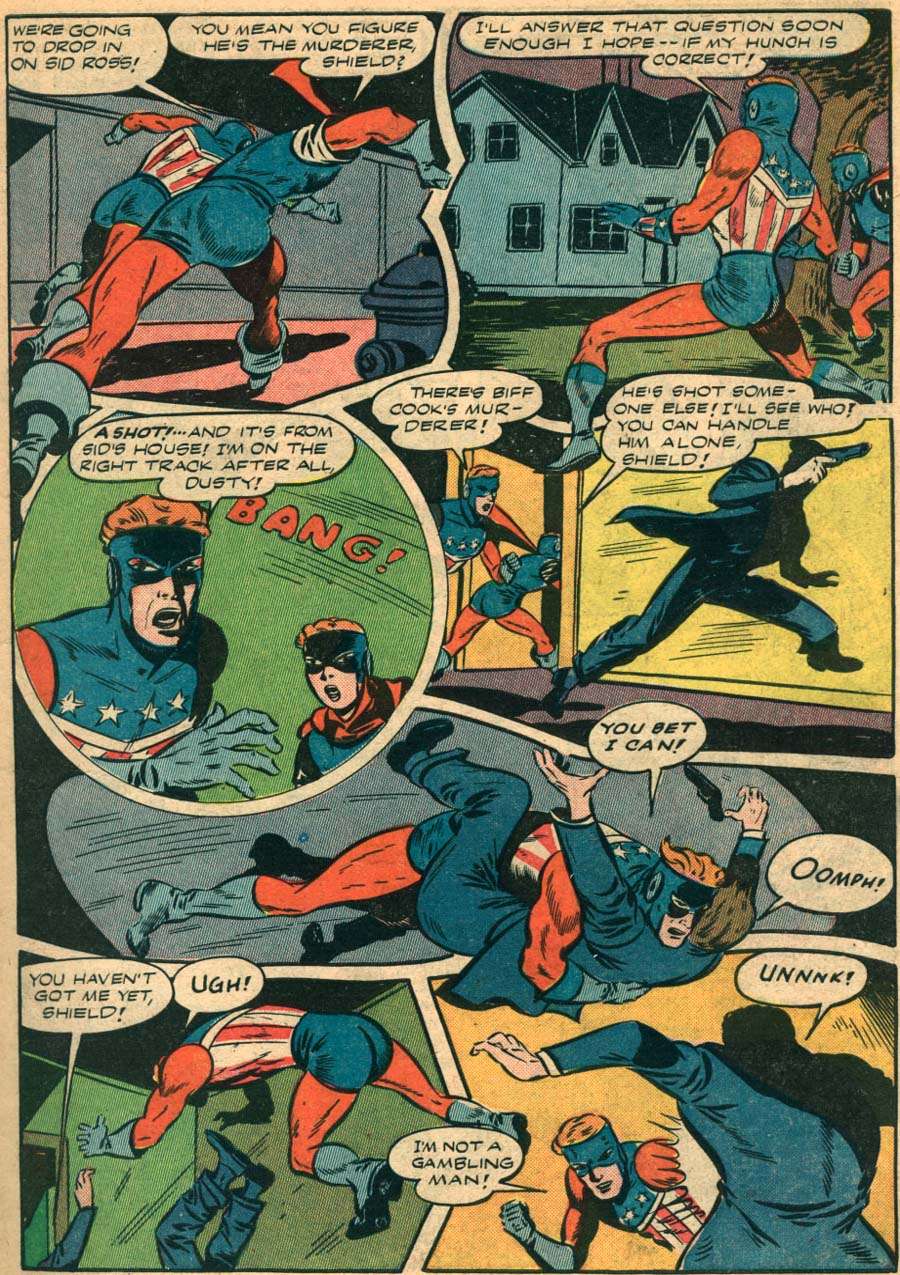 WE'RE GOING
TO DROP IN
ON SID ROSS!
YOU MEAN YOU FIGURE
HE'S THE MURDERER,
SHIELD?
I'LL ANSWER THAT QUESTION SOON
ENOUGH I HOPE--IF MY HUNCH IS
CORRECT!
A SHOT!...AND IT'S FROM
SID'S HOUSE! I'M ON THE
RIGHT TRACK AFTER ALL,
DUSTY!
BANG!
THERE'S BIFF
COOK'S MUR-
DERER!
HE'S SHOT SOME-
ONE ELSE! I'LL SEE WHO!
YOU CAN HANDLE
HIM ALONE,
SHIELD!
YOU BET
I CAN!
OOMPH!
YOU HAVEN'T
GOT ME YET,
SHIELD!
UGH!
UNNNK!
I'M NOT A
GAMBLING
MAN!